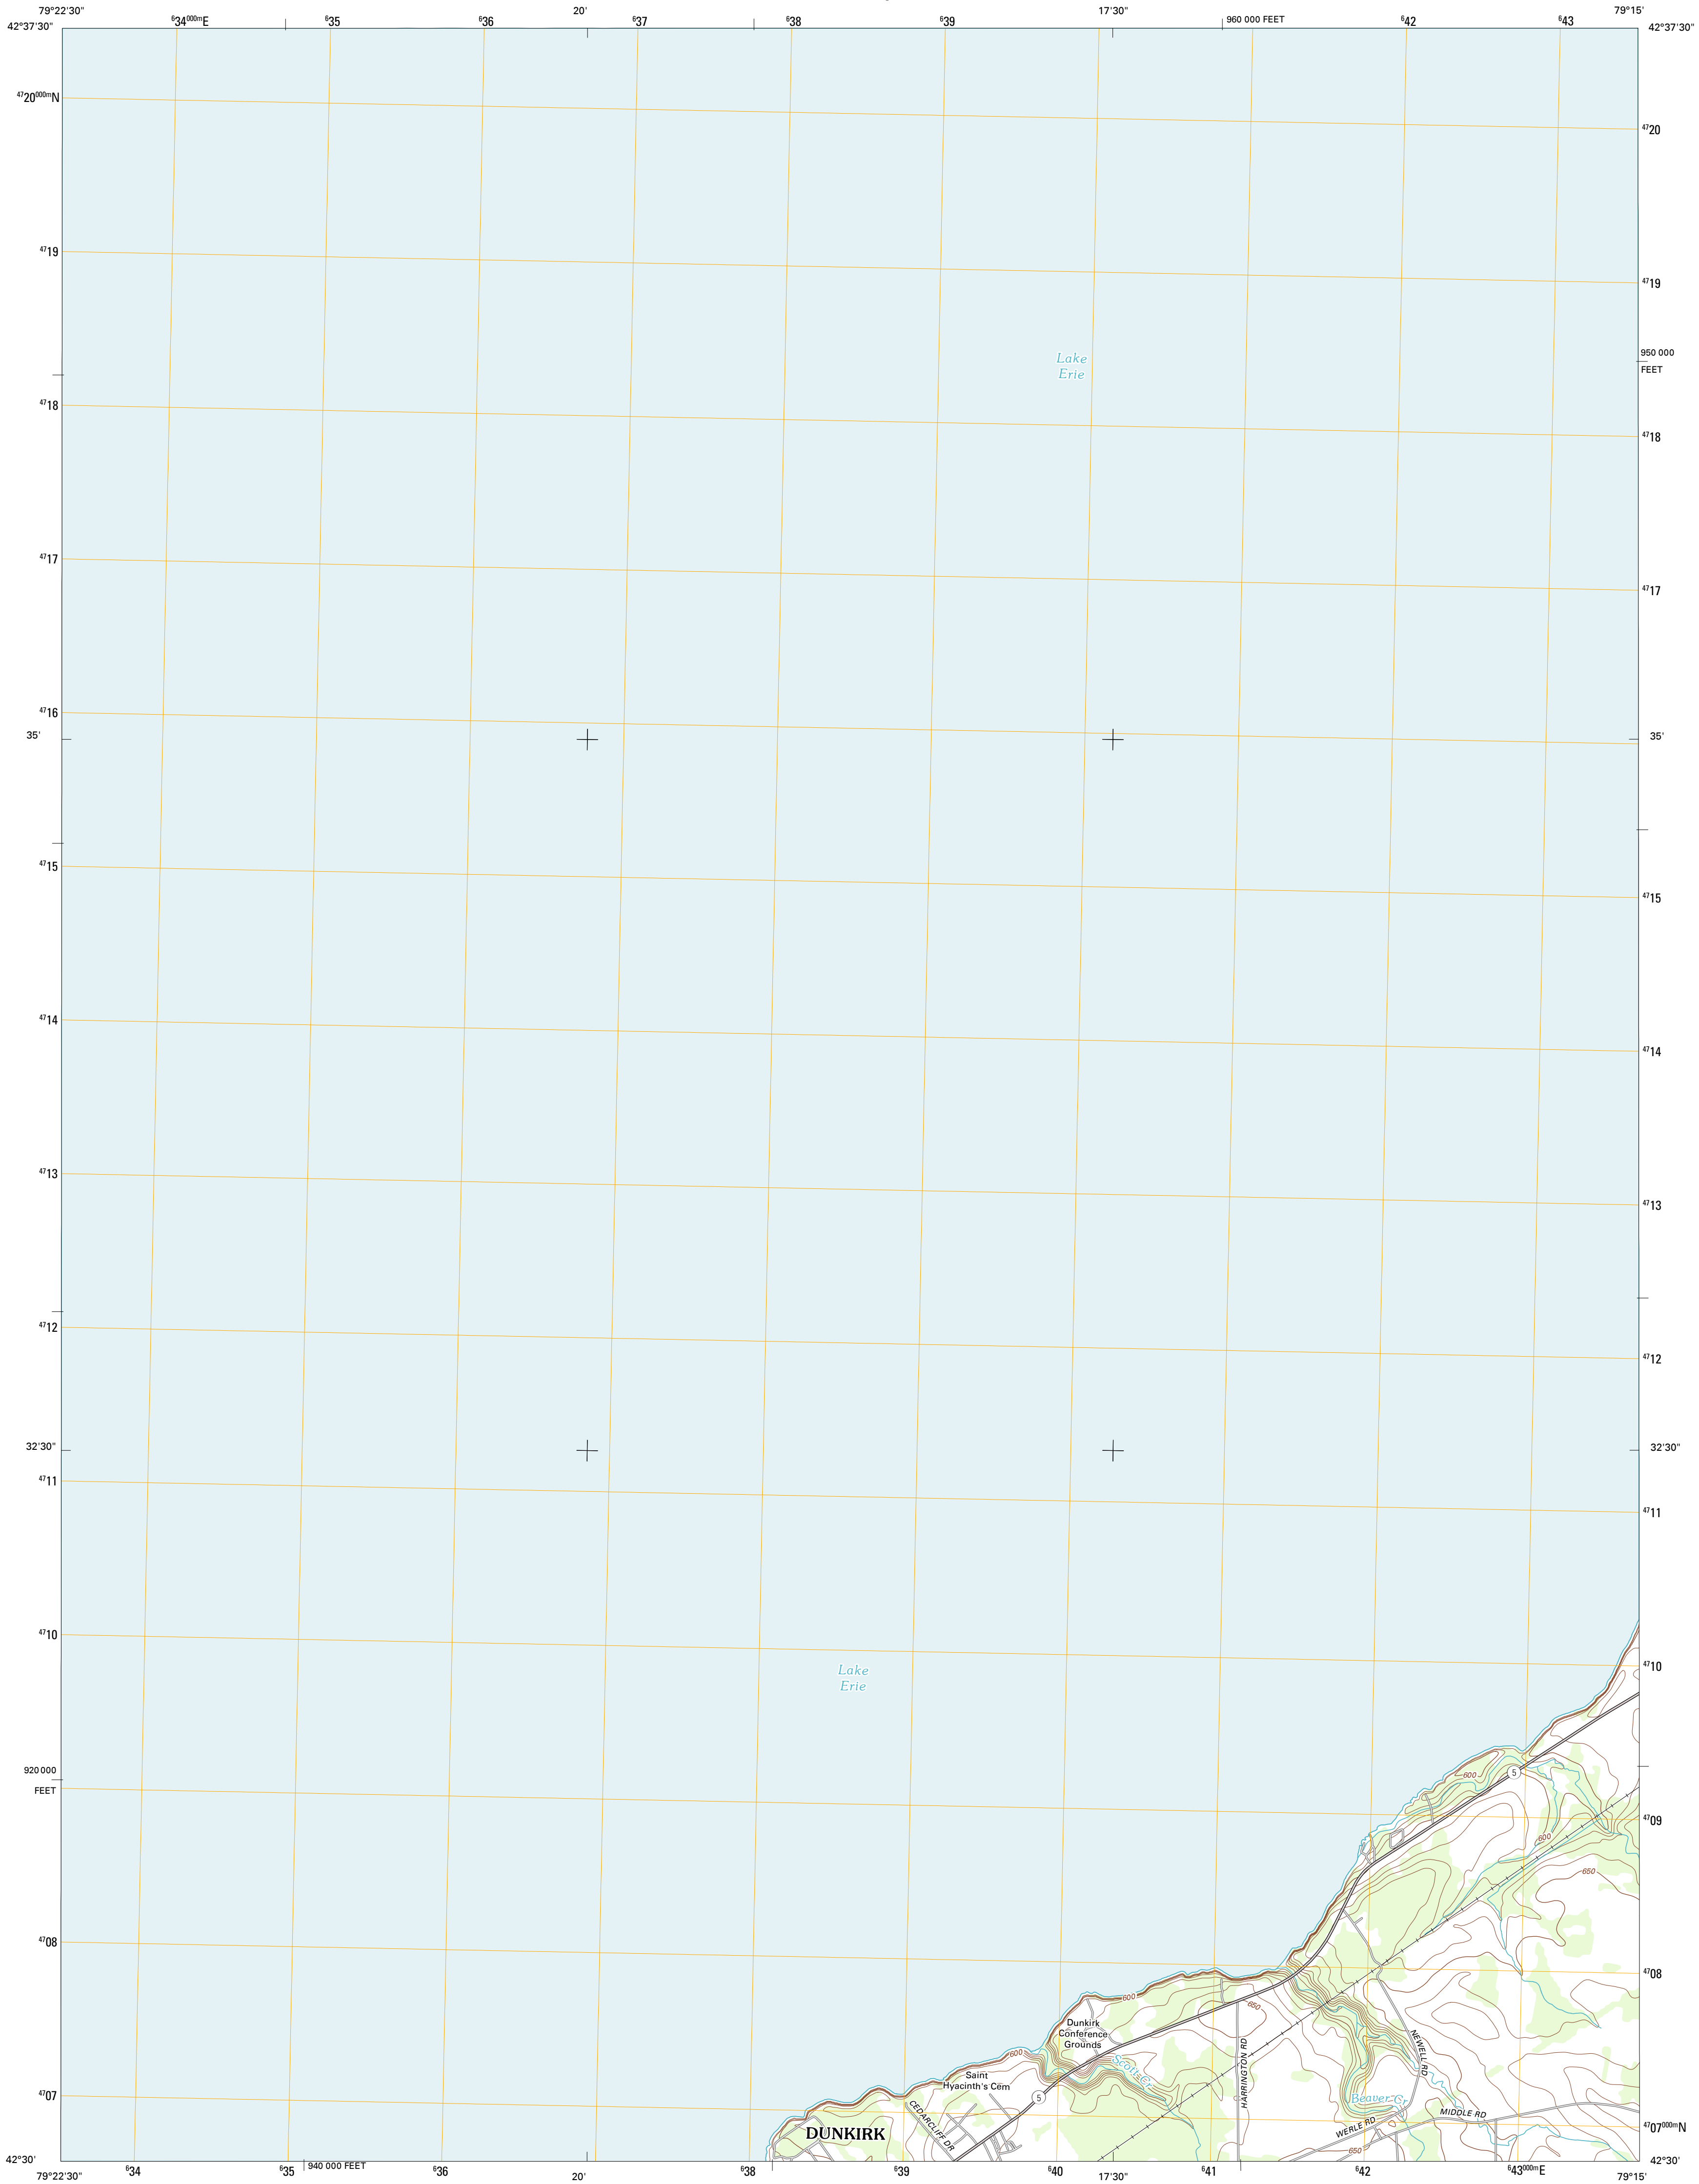 79°22'30" 20' 17'30" 79°15'
⁶34⁰⁰⁰ᵐE ⁶35 ⁶36 ⁶37 ⁶38 ⁶39 960 000 FEET ⁶42 ⁶43
42°37'30" 42°37'30"
⁴⁷20⁰⁰⁰ᵐN
⁴⁷20
⁴⁷19
⁴⁷19
950 000
FEET
Lake
Erie
⁴⁷18
⁴⁷18
⁴⁷17
⁴⁷17
⁴⁷16
35' 35'
⁴⁷15
⁴⁷15
⁴⁷14
⁴⁷14
⁴⁷13
⁴⁷13
⁴⁷12
⁴⁷12
32'30" 32'30"
⁴⁷11
⁴⁷11
⁴⁷10
⁴⁷10
Lake
Erie
920 000
FEET
5
600
⁴⁷09
600
650
⁴⁷08
⁴⁷08
600
650
Dunkirk
Conference
Grounds
600
Scott Cr
HARRINGTON RD
NEWELL RD
Saint
Hyacinth's Cem
5
⁴⁷07
Beaver Cr
CEDARCLIFF DR
MIDDLE RD
WERLE RD
DUNKIRK
650
⁴⁷07⁰⁰⁰ᵐN
42°30' 42°30'
⁶34 ⁶35 940 000 FEET ⁶36 ⁶38 ⁶39 ⁶40 ⁶41 ⁶42 ⁶43⁰⁰⁰ᵐE
79°22'30" 20' 17'30" 79°15'